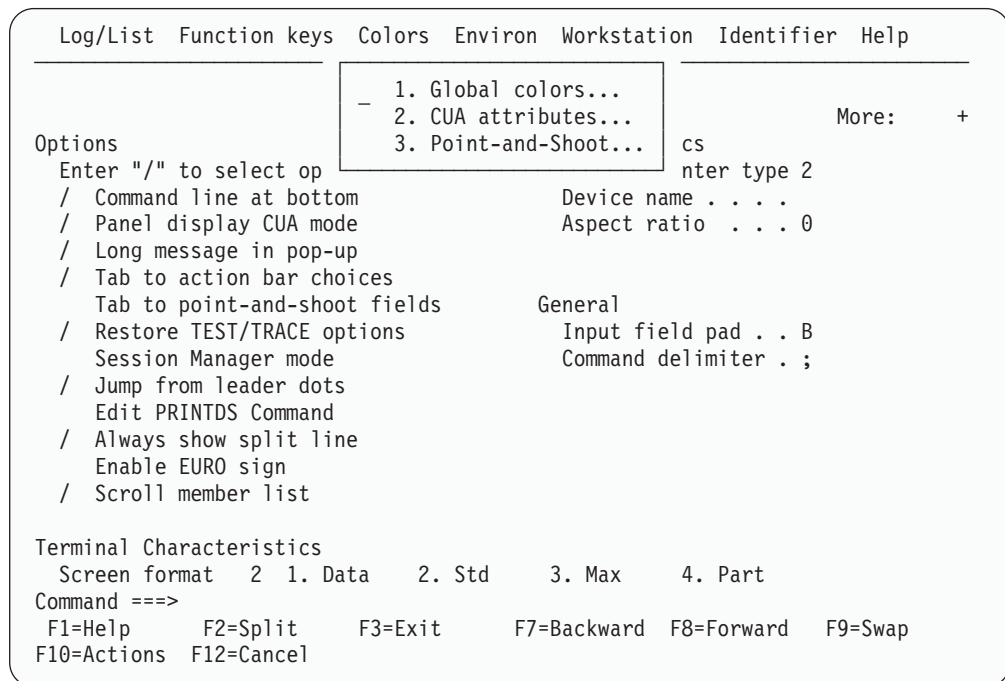 Log/List  Function keys  Colors  Environ  Workstation  Identifier  Help
_  1. Global colors...
2. CUA attributes...  More:     +
Options  3. Point-and-Shoot...  cs
Enter "/" to select op  nter type 2
/  Command line at bottom  Device name . . . .
/  Panel display CUA mode  Aspect ratio  . . . 0
/  Long message in pop-up
/  Tab to action bar choices
Tab to point-and-shoot fields  General
/  Restore TEST/TRACE options  Input field pad . . B
Session Manager mode  Command delimiter . ;
/  Jump from leader dots
Edit PRINTDS Command
/  Always show split line
Enable EURO sign
/  Scroll member list
Terminal Characteristics
Screen format   2  1. Data    2. Std     3. Max     4. Part
Command ===>
F1=Help      F2=Split     F3=Exit      F7=Backward  F8=Forward   F9=Swap
F10=Actions  F12=Cancel